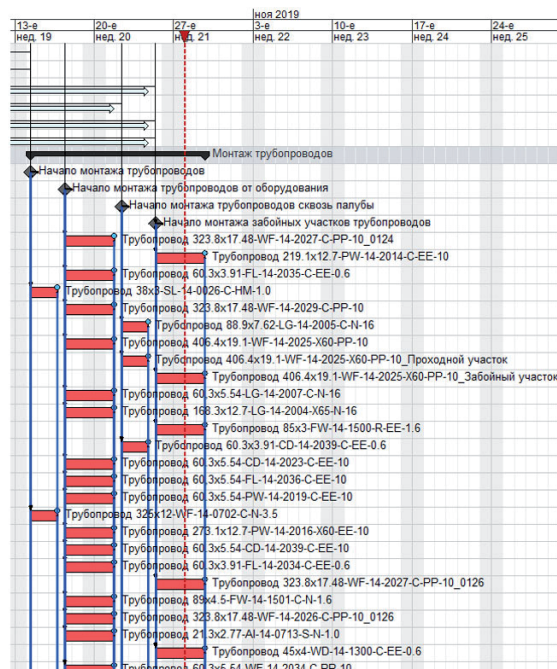 ноя 2019
13-е 20-е 27-е 3-е 10-е 17-е 24-е
нед. 19 нед. 20 нед. 21 нед. 22 нед. 23 нед. 24 нед. 25
Монтаж трубопроводов
Начало монтажа трубопроводов
Начало монтажа трубопроводов от оборудования
Начало монтажа трубопроводов сквозь палубы
Начало монтажа забойных участков трубопроводов
Трубопровод 323.8x17.48-WF-14-2027-C-PP-10_0124
Трубопровод 219.1x12.7-PW-14-2014-C-EE-10
Трубопровод 60.3x3.91-FL-14-2035-C-EE-0.6
Трубопровод 38x3-SL-14-0026-C-HM-1.0
Трубопровод 323.8x17.48-WF-14-2029-C-PP-10
Трубопровод 88.9x7.62-LG-14-2005-C-N-16
Трубопровод 406.4x19.1-WF-14-2025-X60-PP-10
Трубопровод 406.4x19.1-WF-14-2025-X60-PP-10_Проходной участок
Трубопровод 406.4x19.1-WF-14-2025-X60-PP-10_Забойный участок
Трубопровод 60.3x5.54-LG-14-2007-C-N-16
Трубопровод 168.3x12.7-LG-14-2004-X65-N-16
Трубопровод 85x3-FW-14-1500-R-EE-1.6
Трубопровод 60.3x3.91-CD-14-2039-C-EE-0.6
Трубопровод 60.3x5.54-CD-14-2023-C-EE-10
Трубопровод 60.3x5.54-FL-14-2036-C-EE-10
Трубопровод 60.3x5.54-PW-14-2019-C-EE-10
Трубопровод 325x12-WF-14-0702-C-N-3.5
Трубопровод 273.1x12.7-PW-14-2016-X60-EE-10
Трубопровод 60.3x5.54-CD-14-2039-C-EE-10
Трубопровод 60.3x3.91-FL-14-2034-C-EE-10
Трубопровод 323.8x17.48-WF-14-2027-C-PP-10_0126
Трубопровод 89x4.5-FW-14-1501-C-N-1.6
Трубопровод 323.8x17.48-WF-14-2026-C-PP-10_0126
Трубопровод 21.3x2.77-AI-14-0713-S-N-1.0
Трубопровод 45x4-WD-14-1300-C-EE-0.6
Трубопровод 60.3x5.54-WF-14-2034-C-PP-10